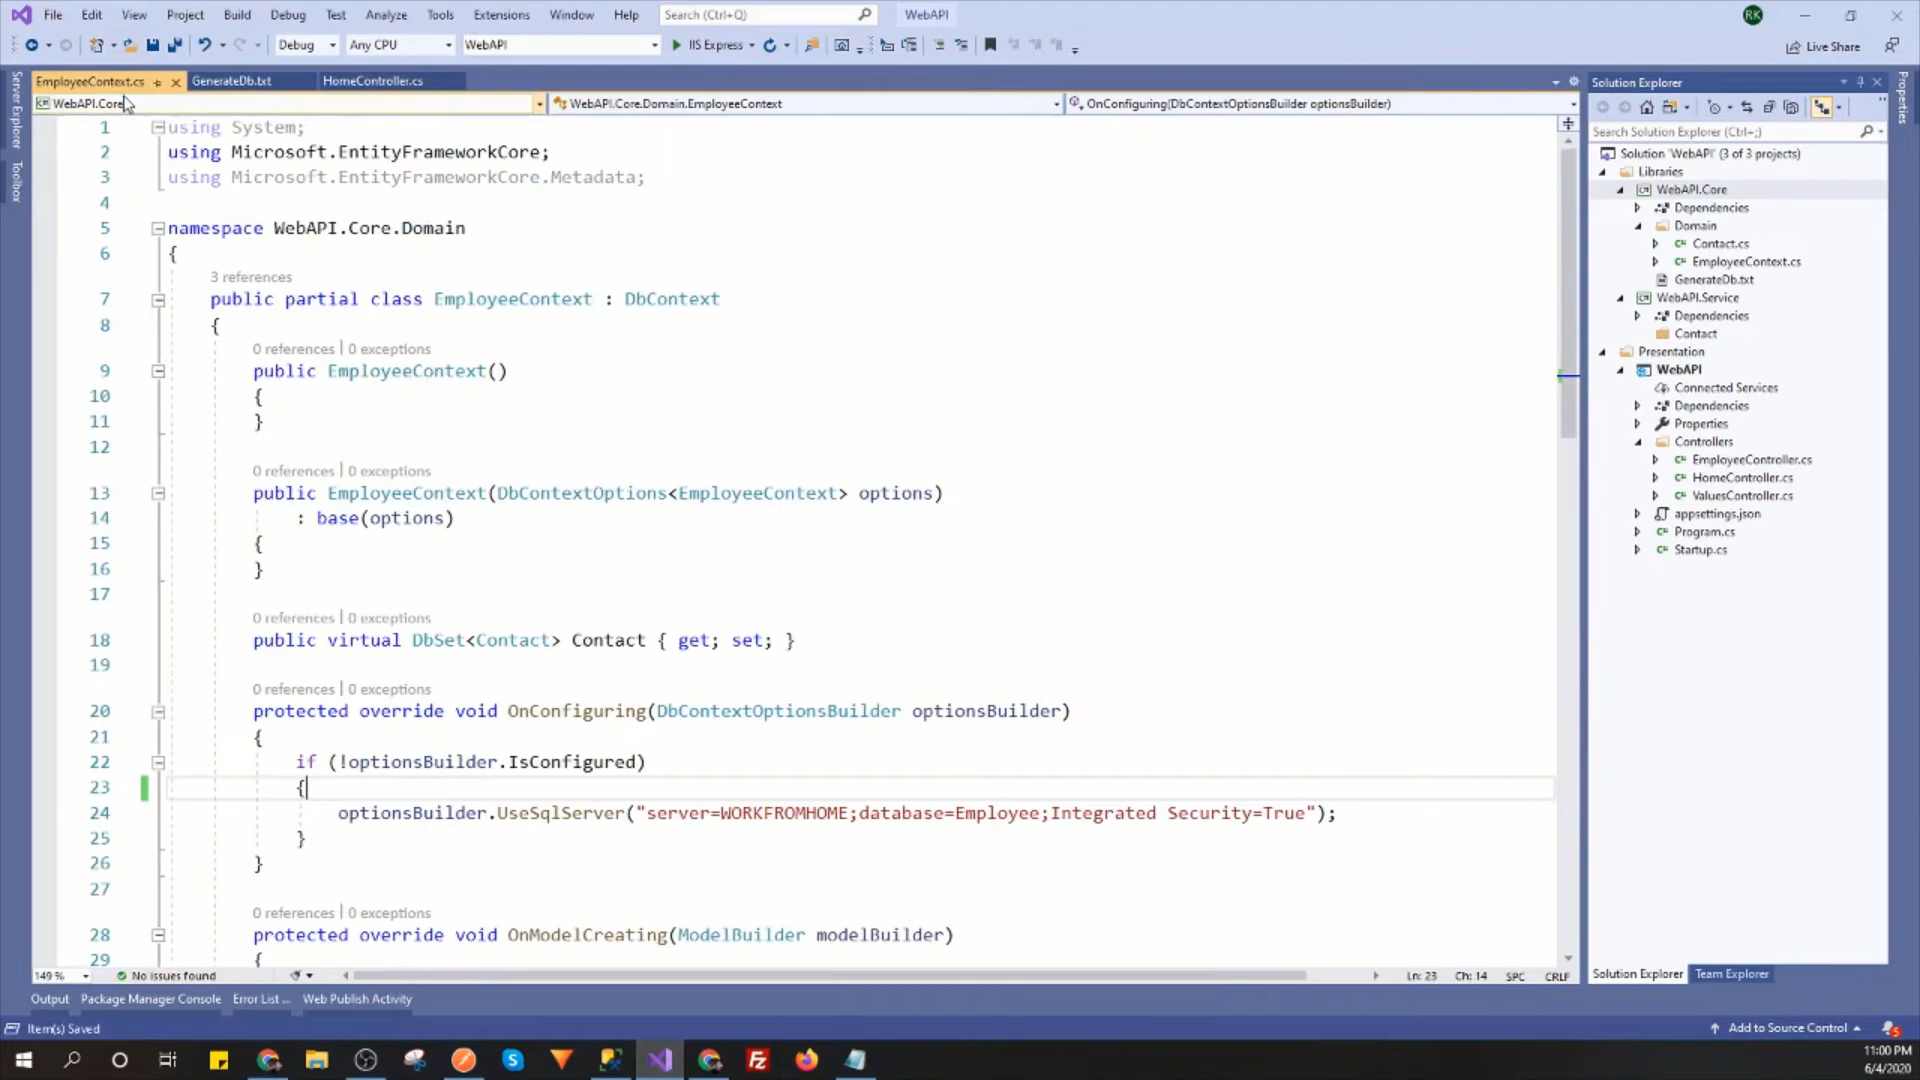 File Edit View Project Build Debug Test Analyze Tools Extensions Window Help Search (Ctrl+Q) WebAPI RK
Debug Any CPU WebAPI IIS Express Live Share
Server Explorer
Toolbox
EmployeeContext.cs GenerateDb.txt HomeController.cs
WebAPI.Core WebAPI.Core.Domain.EmployeeContext OnConfiguring(DbContextOptionsBuilder optionsBuilder)
1 using System;
2 using Microsoft.EntityFrameworkCore;
3 using Microsoft.EntityFrameworkCore.Metadata;
4
5 namespace WebAPI.Core.Domain
6 {
3 references
7 public partial class EmployeeContext : DbContext
8 {
0 references | 0 exceptions
9 public EmployeeContext()
10 {
11 }
12
0 references | 0 exceptions
13 public EmployeeContext(DbContextOptions<EmployeeContext> options)
14 : base(options)
15 {
16 }
17
0 references | 0 exceptions
18 public virtual DbSet<Contact> Contact { get; set; }
19
0 references | 0 exceptions
20 protected override void OnConfiguring(DbContextOptionsBuilder optionsBuilder)
21 {
22 if (!optionsBuilder.IsConfigured)
23 {
24 optionsBuilder.UseSqlServer("server=WORKFROMHOME;database=Employee;Integrated Security=True");
25 }
26 }
27
0 references | 0 exceptions
28 protected override void OnModelCreating(ModelBuilder modelBuilder)
29 {
149 % No issues found Ln: 23 Ch: 14 SPC CRLF
Solution Explorer
Search Solution Explorer (Ctrl+;)
Solution 'WebAPI' (3 of 3 projects)
Libraries
WebAPI.Core
Dependencies
Domain
Contact.cs
EmployeeContext.cs
GenerateDb.txt
WebAPI.Service
Dependencies
Contact
Presentation
WebAPI
Connected Services
Dependencies
Properties
Controllers
EmployeeController.cs
HomeController.cs
ValuesController.cs
appsettings.json
Program.cs
Startup.cs
Solution Explorer Team Explorer
Properties
Output Package Manager Console Error List ... Web Publish Activity
Item(s) Saved Add to Source Control 5
11:00 PM
6/4/2020